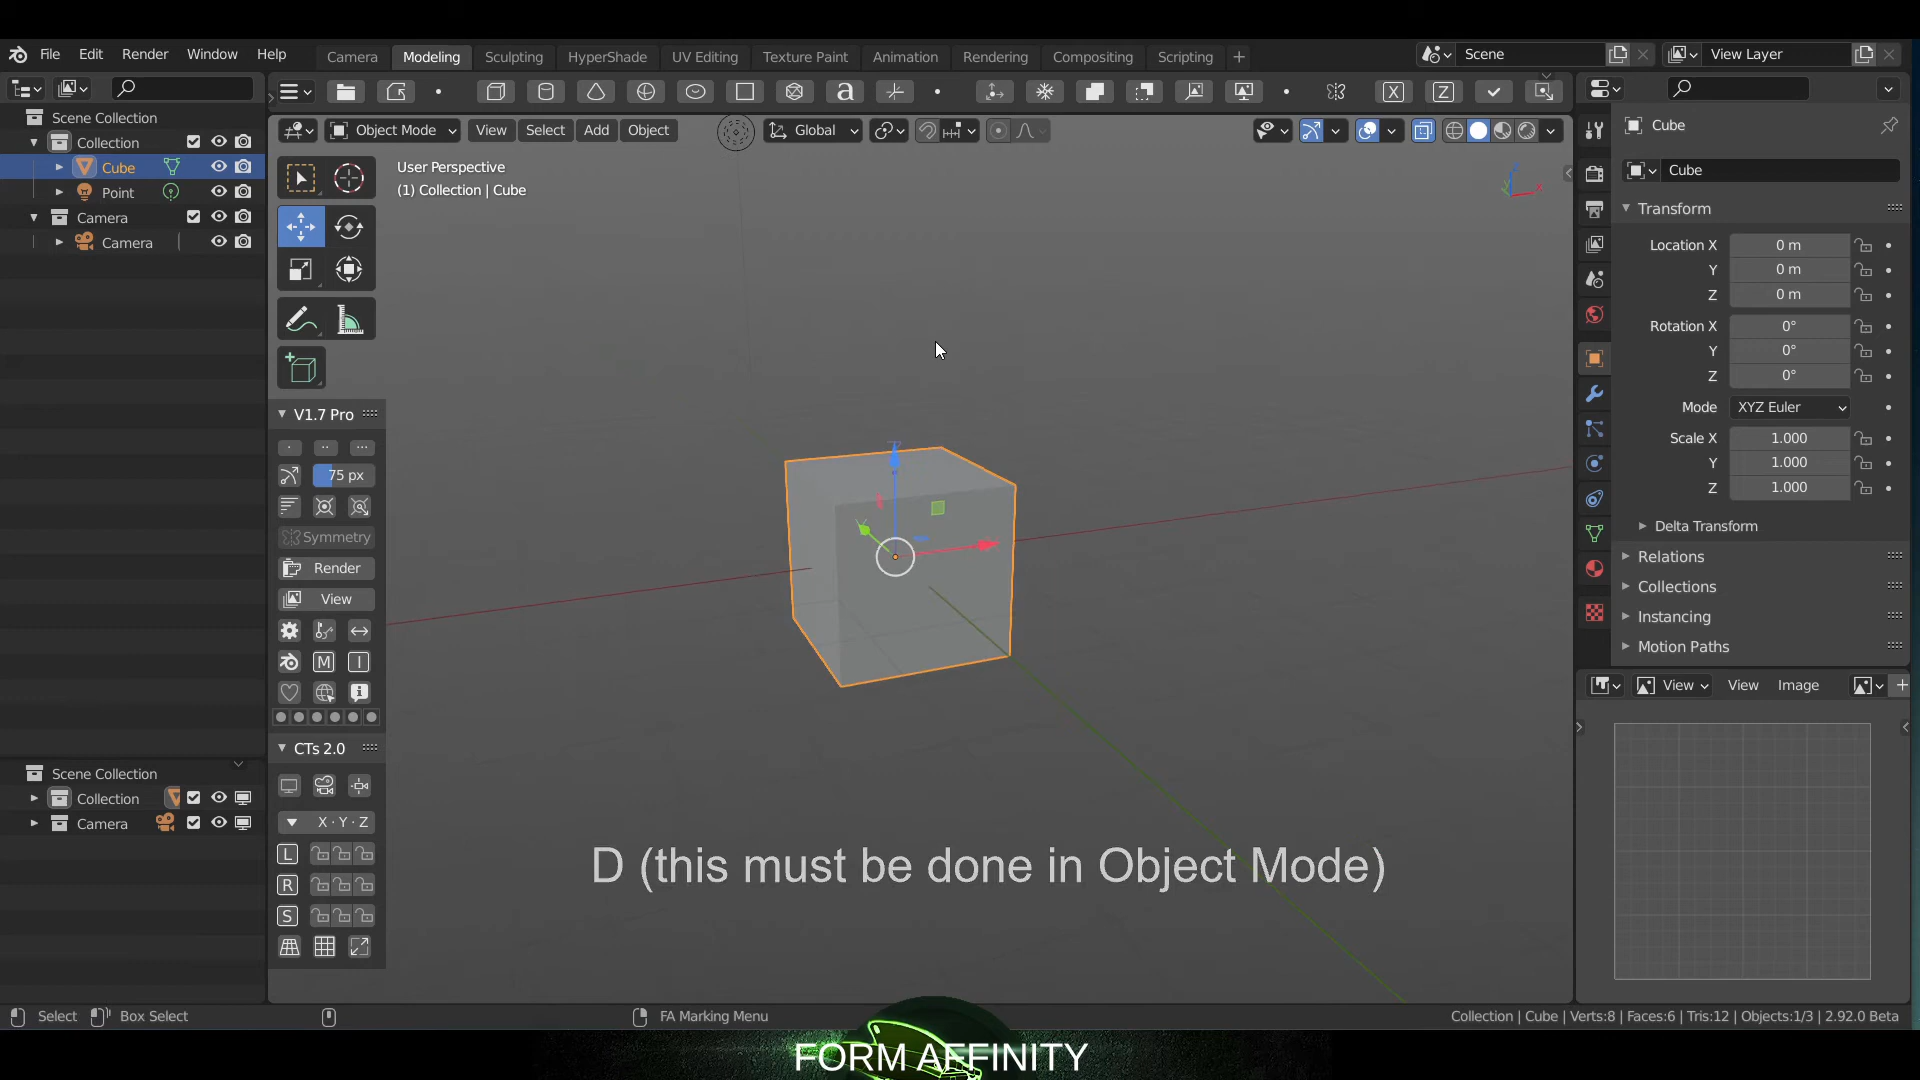 File Edit Render Window Help
Camera Modeling Sculpting HyperShade UV Editing Texture Paint Animation Rendering Compositing Scripting +
Scene
View Layer
Scene Collection
Collection
Cube
Point
Camera
Camera
a X Z
Object Mode View Select Add Object
Global
User Perspective
(1) Collection | Cube
V1.7 Pro
75 px
Symmetry
Render
View
M I
CTs 2.0
X · Y · Z
L
R
S
Z
Y
D (this must be done in Object Mode)
Cube
Cube
Transform
Location X 0 m
Y 0 m
Z 0 m
Rotation X 0°
Y 0°
Z 0°
Mode XYZ Euler
Scale X 1.000
Y 1.000
Z 1.000
Delta Transform
Relations
Collections
Instancing
Motion Paths
View View Image
Scene Collection
Collection
Camera
Select Box Select FA Marking Menu
Collection | Cube | Verts:8 | Faces:6 | Tris:12 | Objects:1/3 | 2.92.0 Beta
FORM AFFINITY